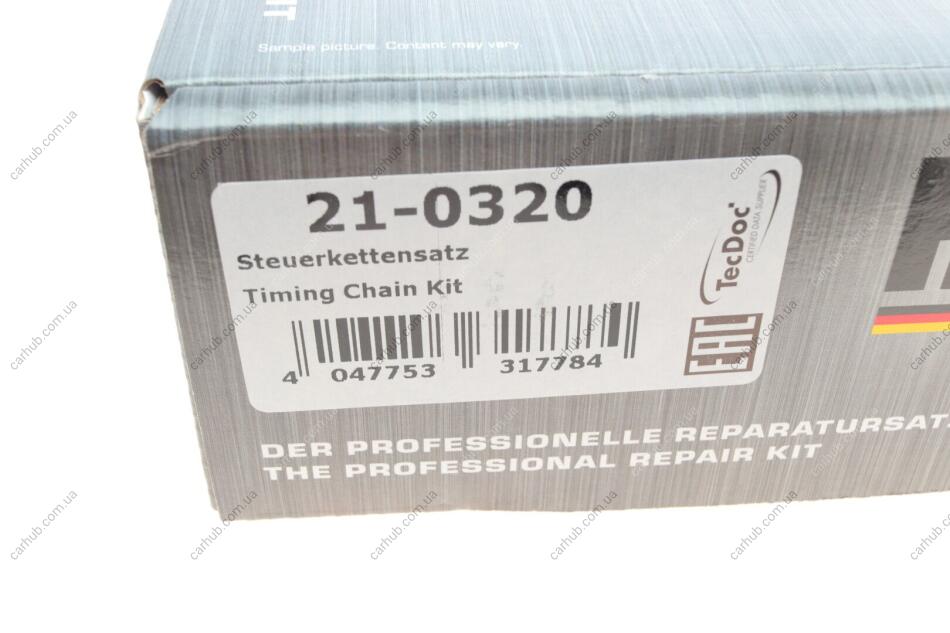 Sample picture. Content may vary.
21-0320
Steuerkettensatz
Timing Chain Kit
4 047753 317784
TecDoc
CERTIFIED DATA SUPPLIER
EAC
DER PROFESSIONELLE REPARATURSAT
THE PROFESSIONAL REPAIR KIT
carhub.com.ua